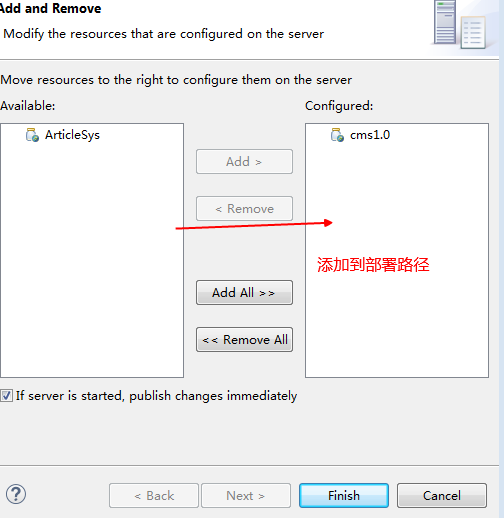 Add and Remove
Modify the resources that are configured on the server
Move resources to the right to configure them on the server
Available:
Configured:
ArticleSys
cms1.0
Add >
< Remove
添加到部署路径
Add All >>
<< Remove All
If server is started, publish changes immediately
?
< Back
Next >
Finish
Cancel